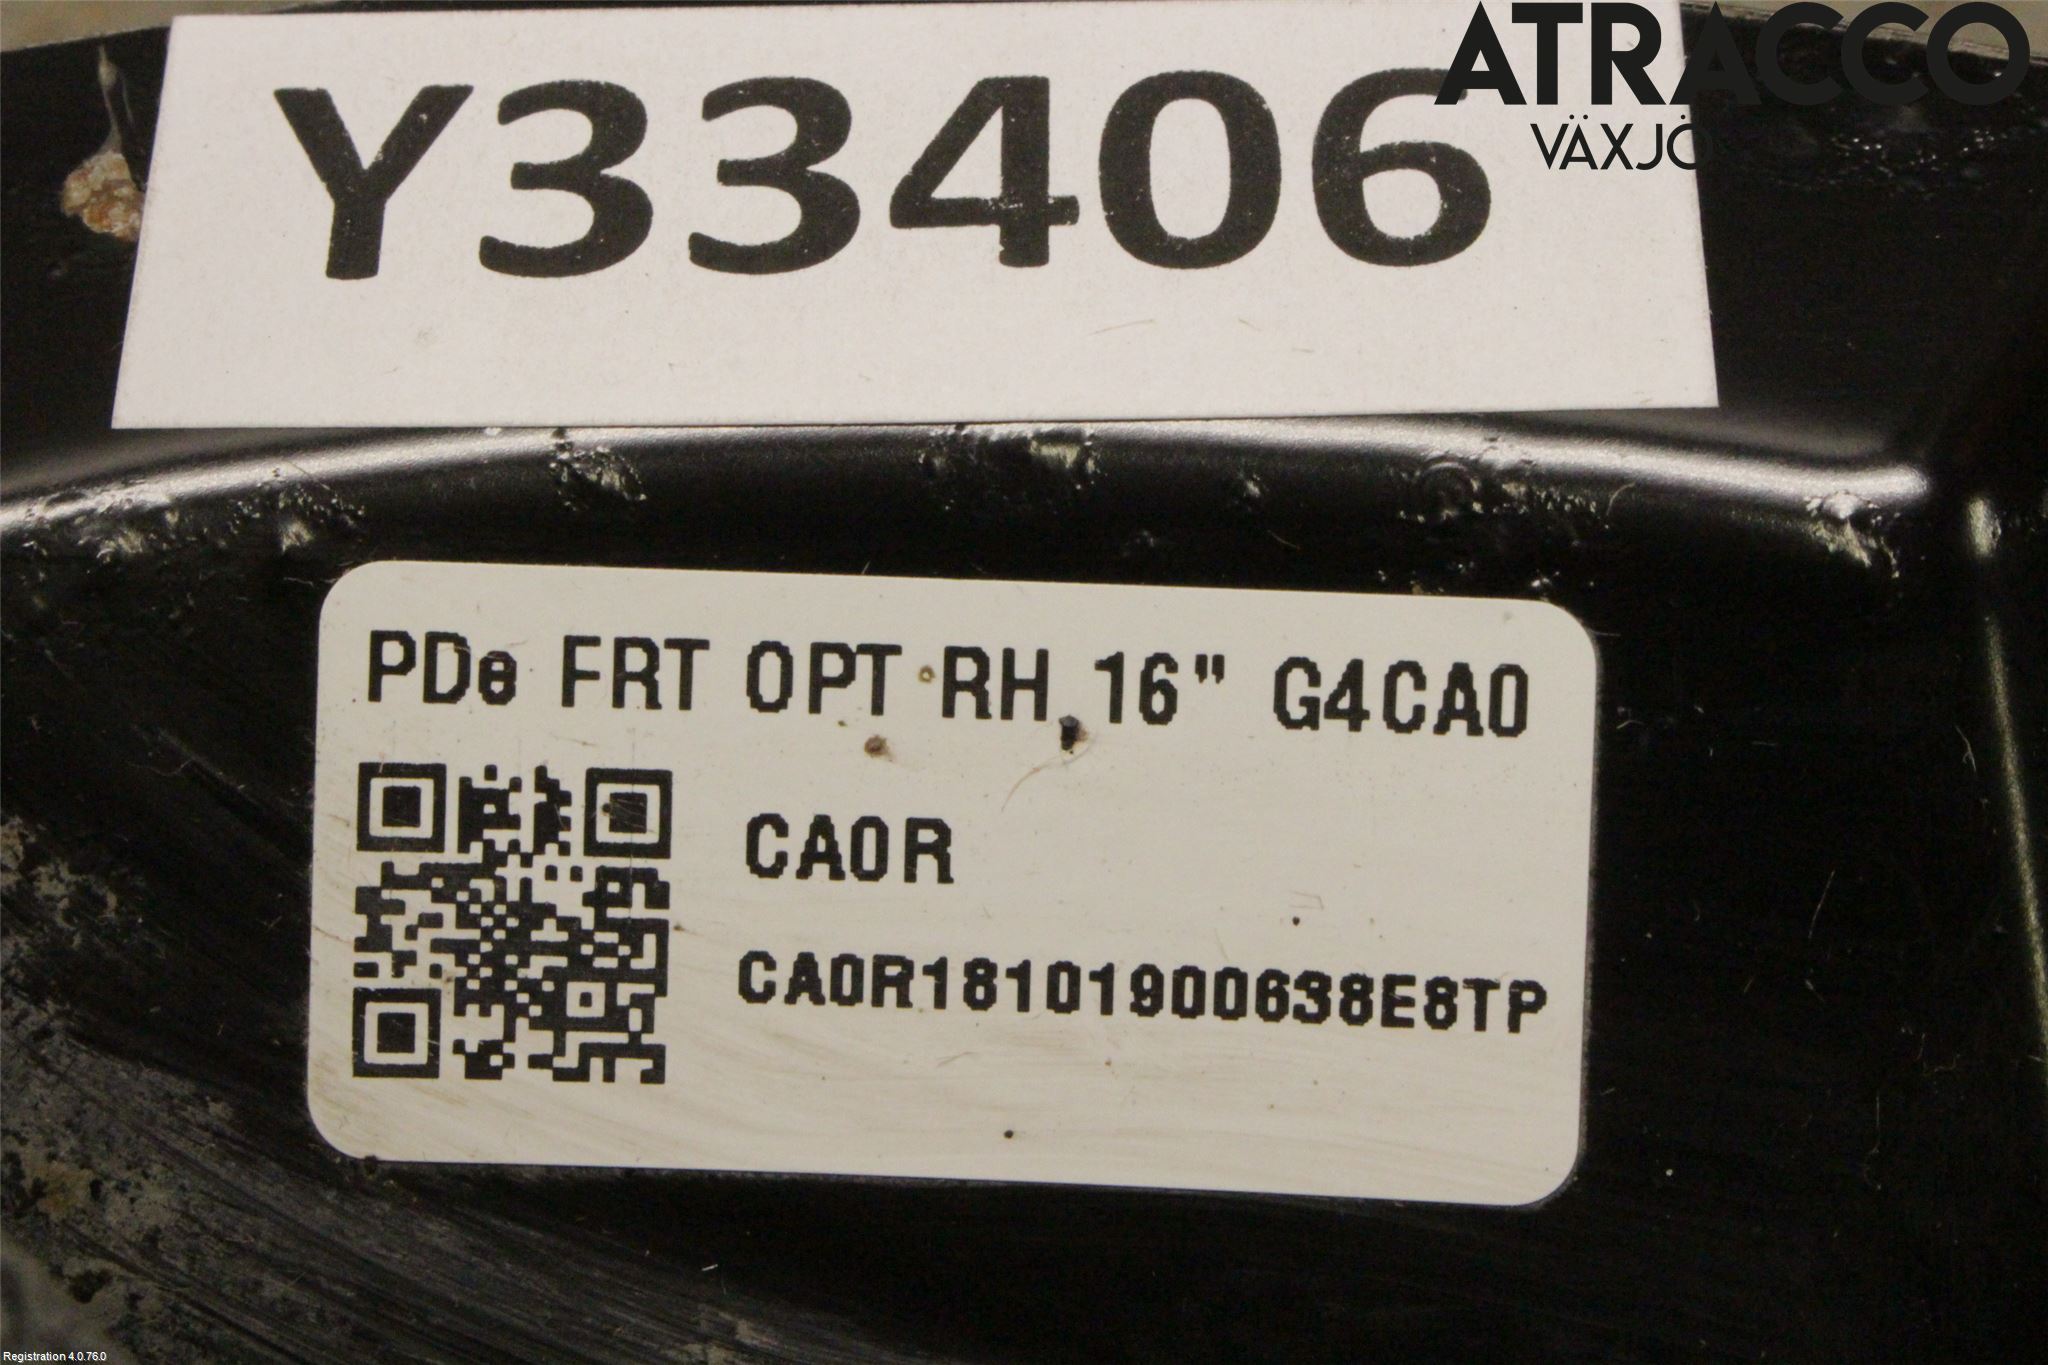 ATRACCO
VÄXJÖ
Y33406
PDe FRT OPT RH 16" G4CA0
CA0R
CA0R18101900638E8TP
Registration 4.0.76.0